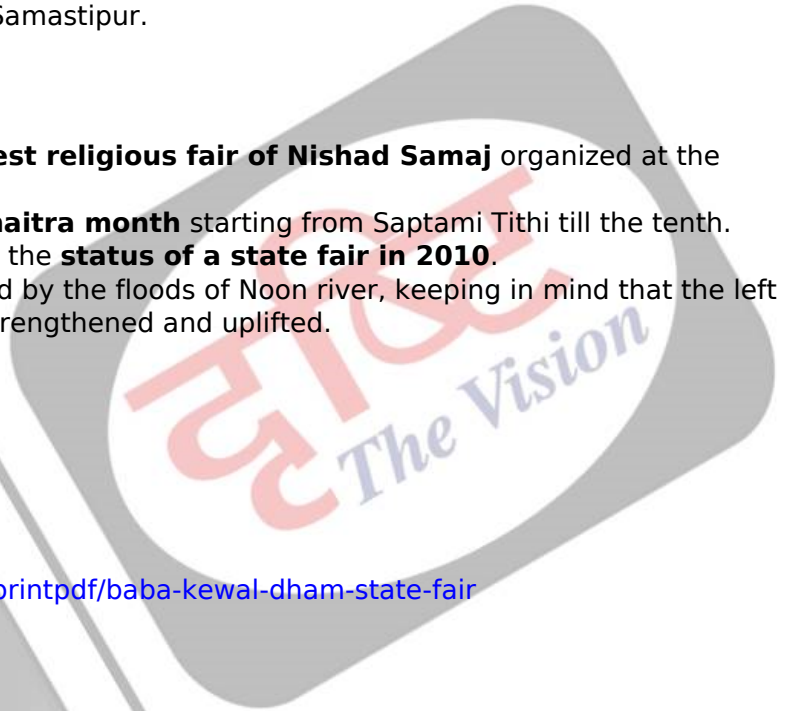 Samastipur.
est religious fair of Nishad Samaj organized at the
aitra month starting from Saptami Tithi till the tenth.
the status of a state fair in 2010.
d by the floods of Noon river, keeping in mind that the left
rengthened and uplifted.
दृष्टि
The Vision
printpdf/baba-kewal-dham-state-fair